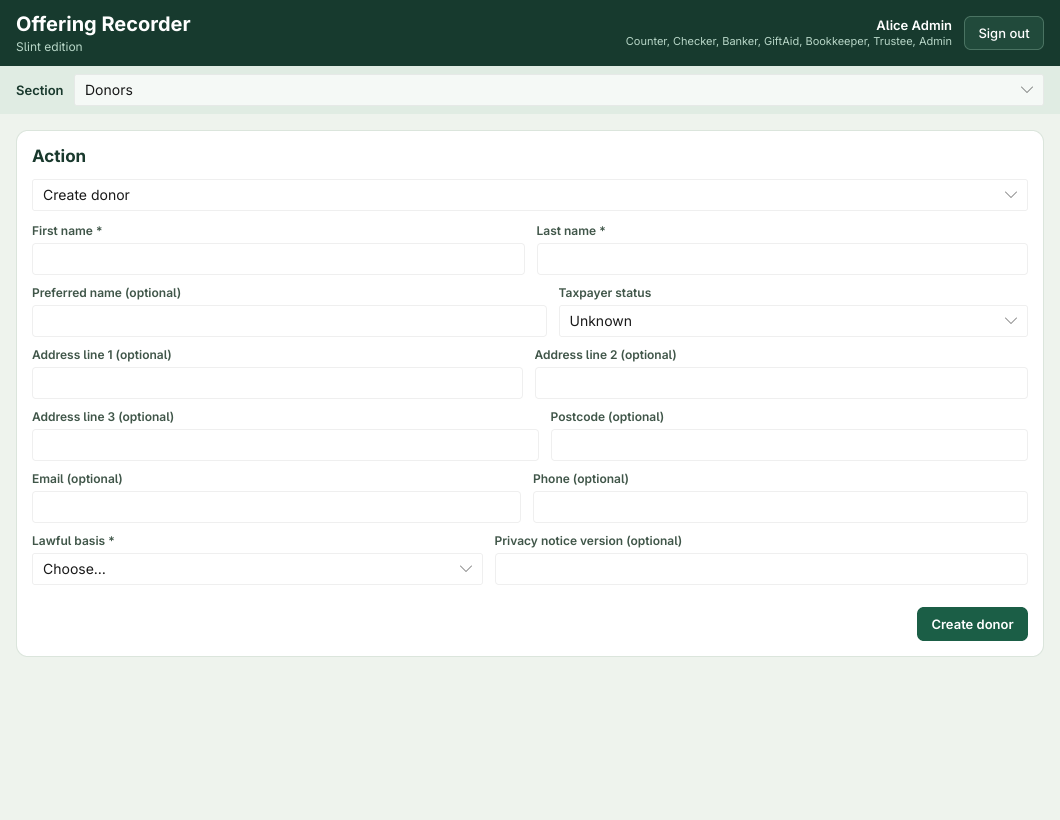 Offering Recorder
Slint edition
Alice Admin
Counter, Checker, Banker, GiftAid, Bookkeeper, Trustee, Admin
Sign out
Section
Donors
Action
Create donor
First name *
Last name *
Preferred name (optional)
Taxpayer status
Unknown
Address line 1 (optional)
Address line 2 (optional)
Address line 3 (optional)
Postcode (optional)
Email (optional)
Phone (optional)
Lawful basis *
Privacy notice version (optional)
Choose...
Create donor